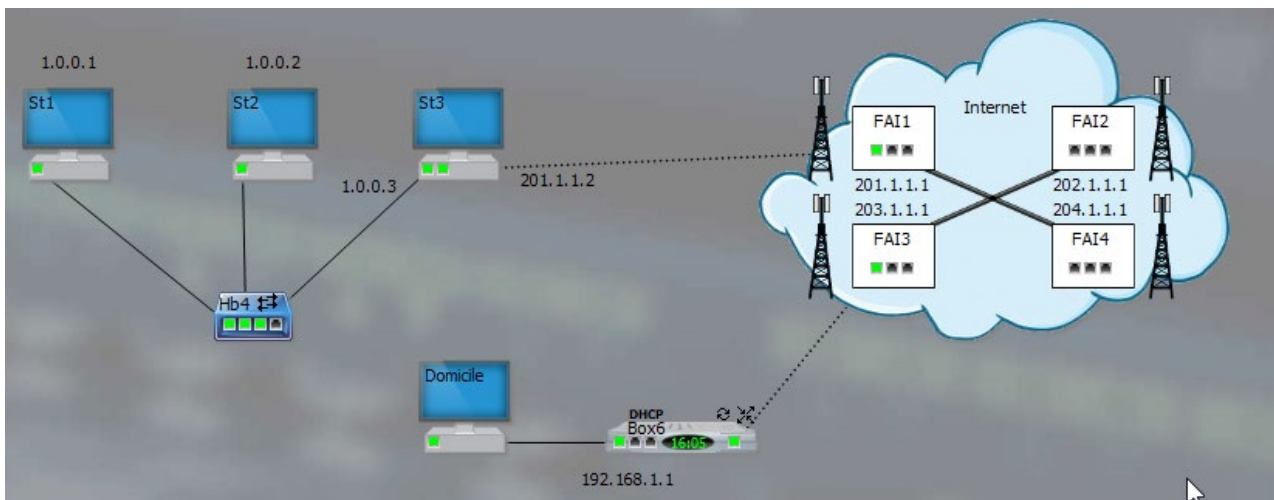 1.0.0.1
1.0.0.2
St1
St2
St3
1.0.0.3
201.1.1.2
Internet
FAI1
FAI2
201.1.1.1
202.1.1.1
203.1.1.1
204.1.1.1
FAI3
FAI4
Hb4
Domicile
DHCP
Box6
16:05
192.168.1.1